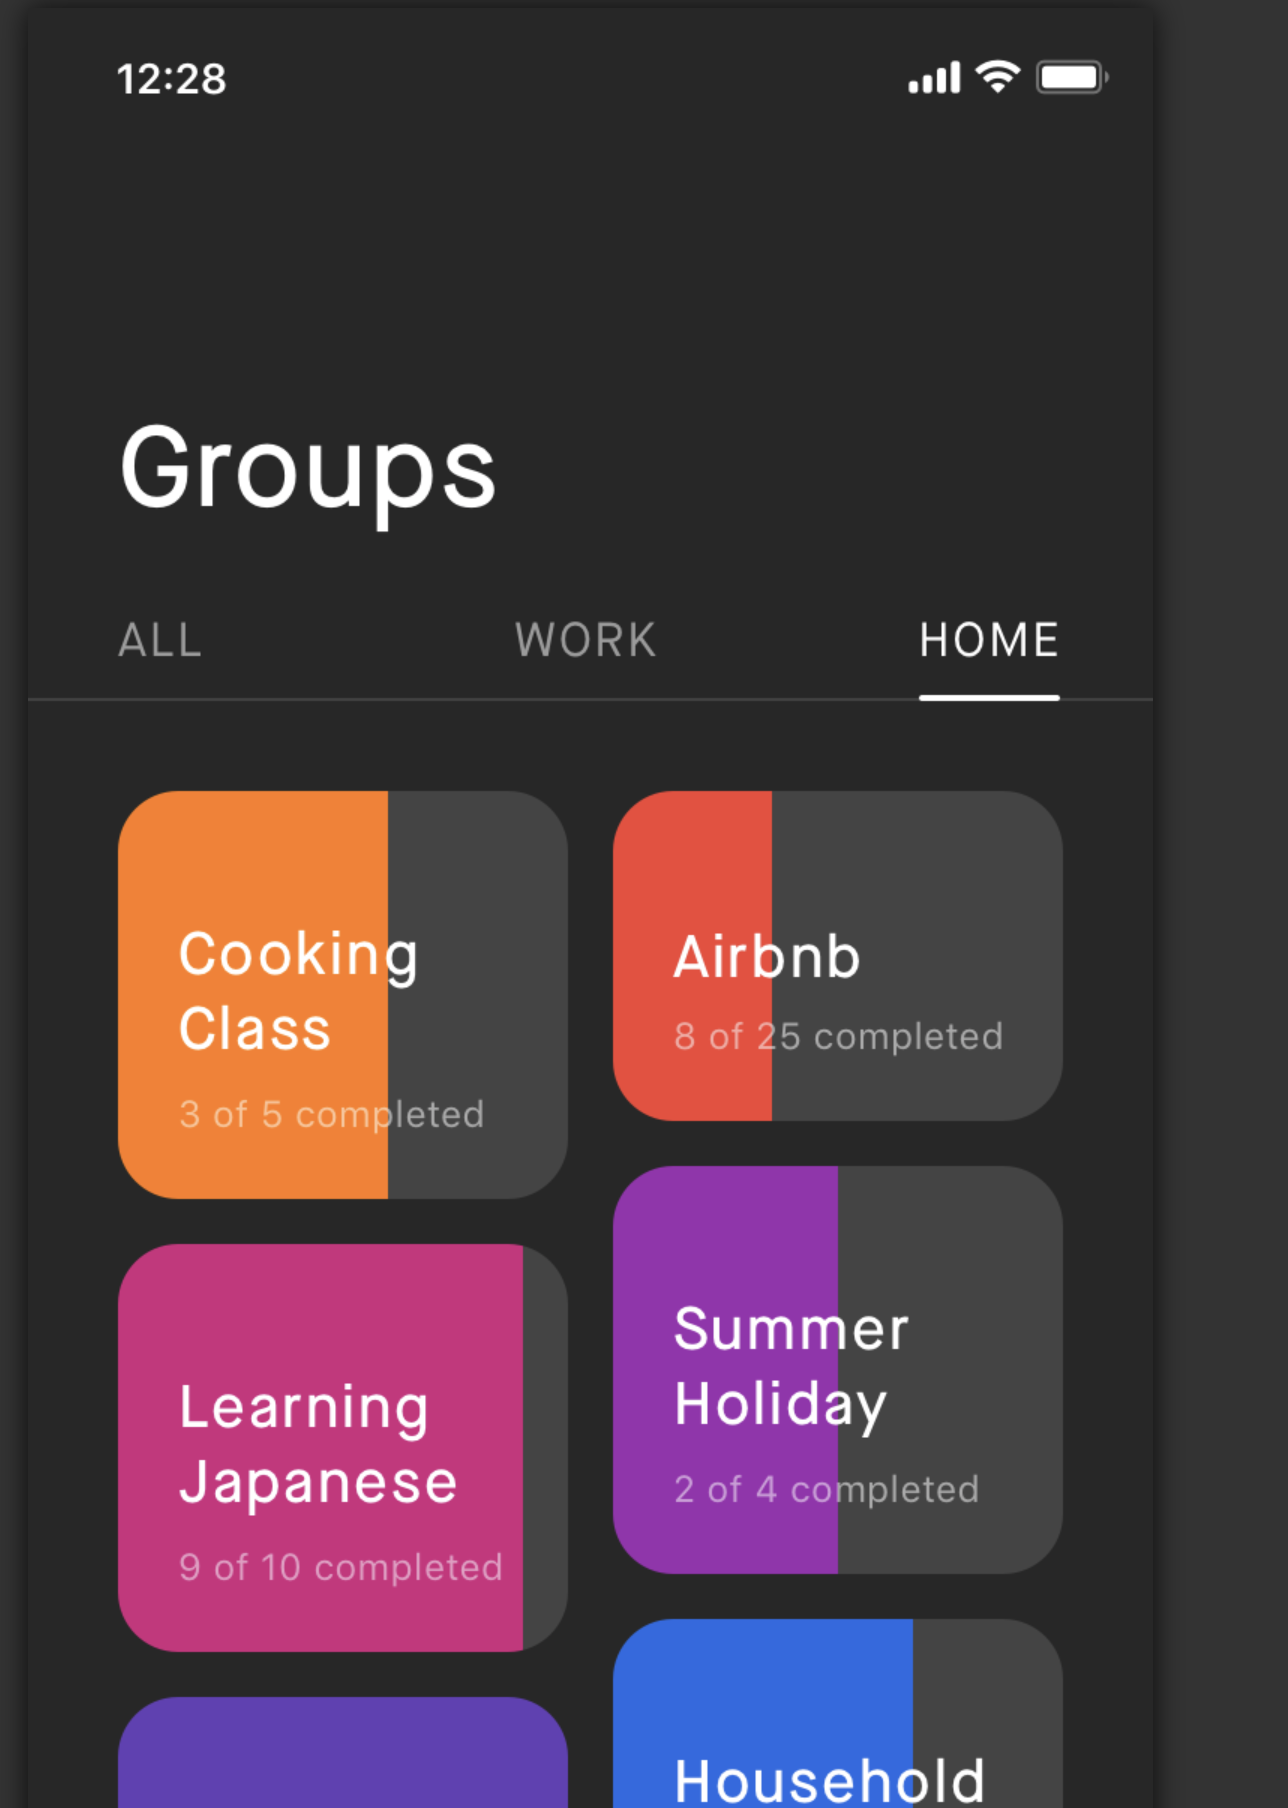 12:28
Groups
ALL
WORK
HOME
Cooking
Class
3 of 5 completed
Airbnb
8 of 25 completed
Learning
Japanese
9 of 10 completed
Summer
Holiday
2 of 4 completed
Household